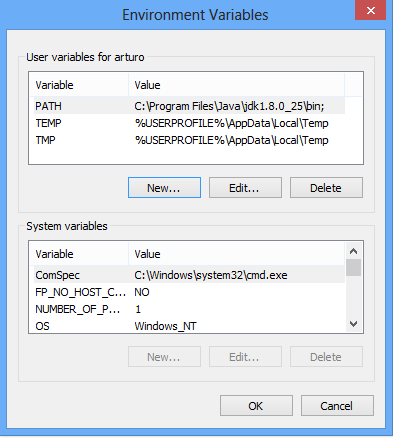 Environment Variables
User variables for arturo
Variable Value
PATH C:\Program Files\Java\jdk1.8.0_25\bin;
TEMP %USERPROFILE%\AppData\Local\Temp
TMP %USERPROFILE%\AppData\Local\Temp
New... Edit... Delete
System variables
Variable Value
ComSpec C:\Windows\system32\cmd.exe
FP_NO_HOST_C... NO
NUMBER_OF_P... 1
OS Windows_NT
New... Edit... Delete
OK Cancel